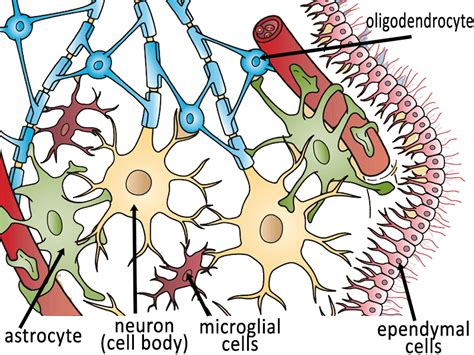 oligodendrocyte
astrocyte
neuron
(cell body)
microglial
cells
ependymal
cells